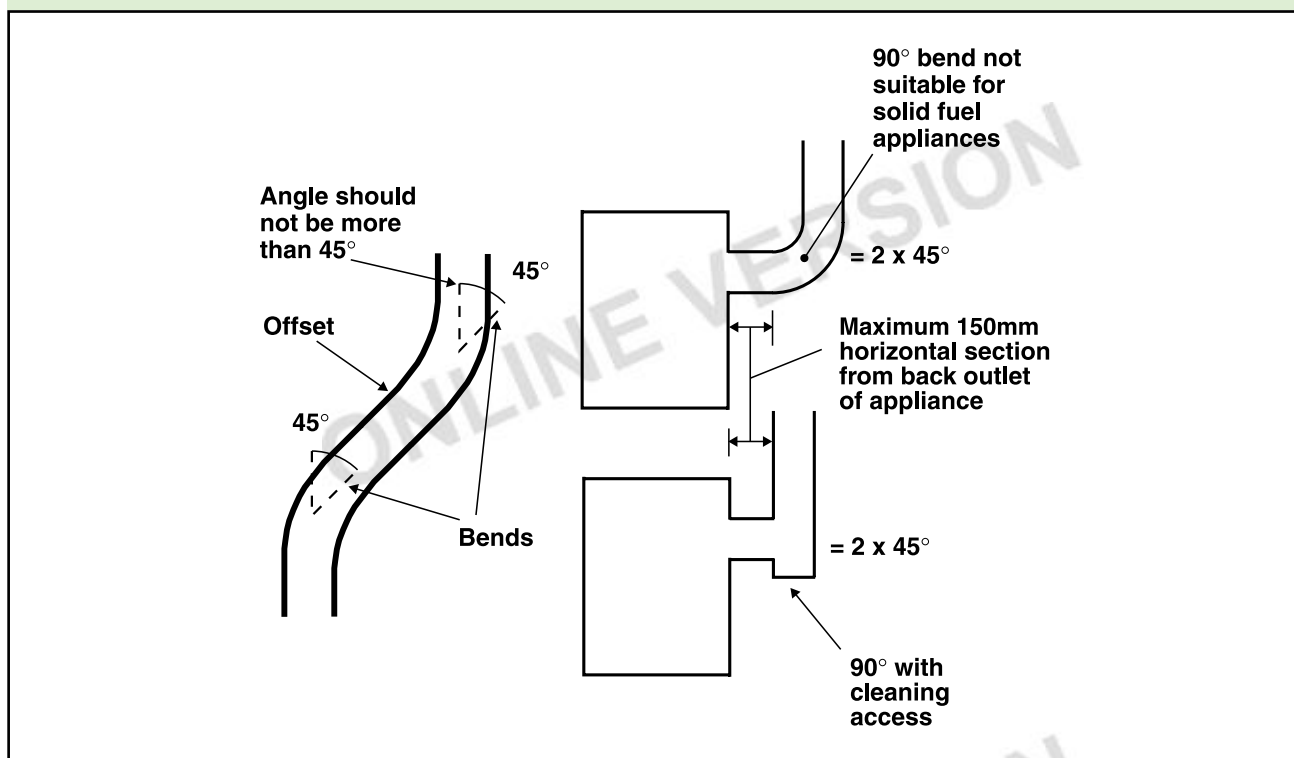 90° bend not
suitable for
solid fuel
appliances
Angle should
not be more
than 45°
45°
= 2 x 45°
Offset
Maximum 150mm
horizontal section
from back outlet
of appliance
45°
Bends
= 2 x 45°
90° with
cleaning
access
ONLINE VERSION